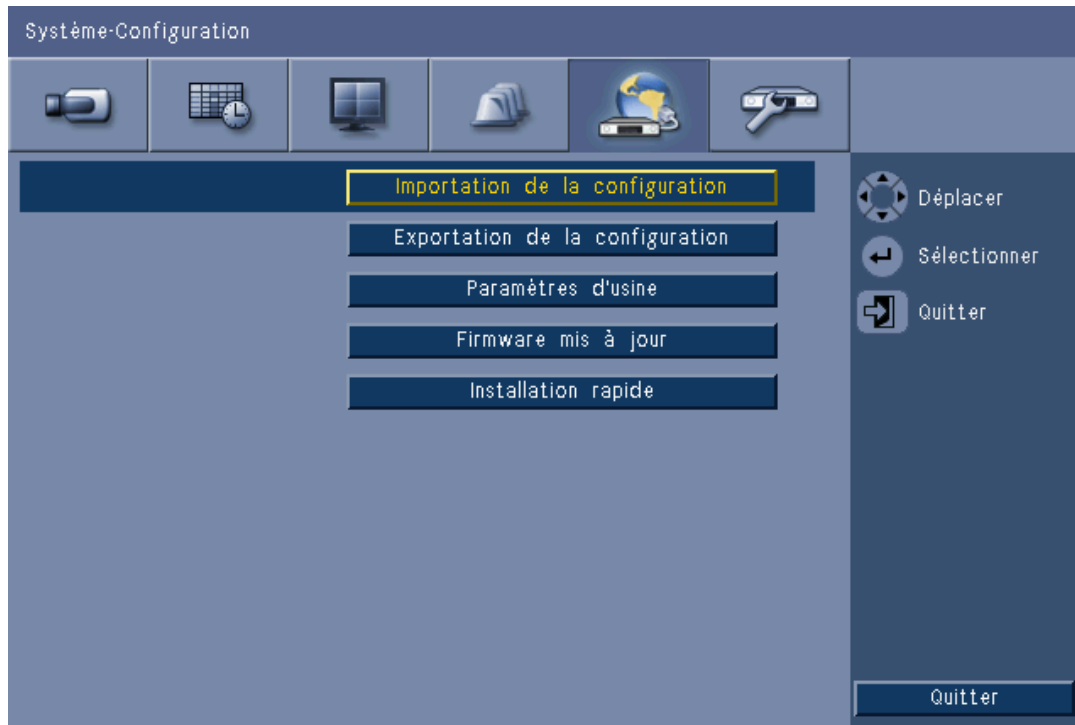 Système-Configuration
Importation de la configuration
Exportation de la configuration
Paramètres d'usine
Firmware mis à jour
Installation rapide
Déplacer
Sélectionner
Quitter
Quitter